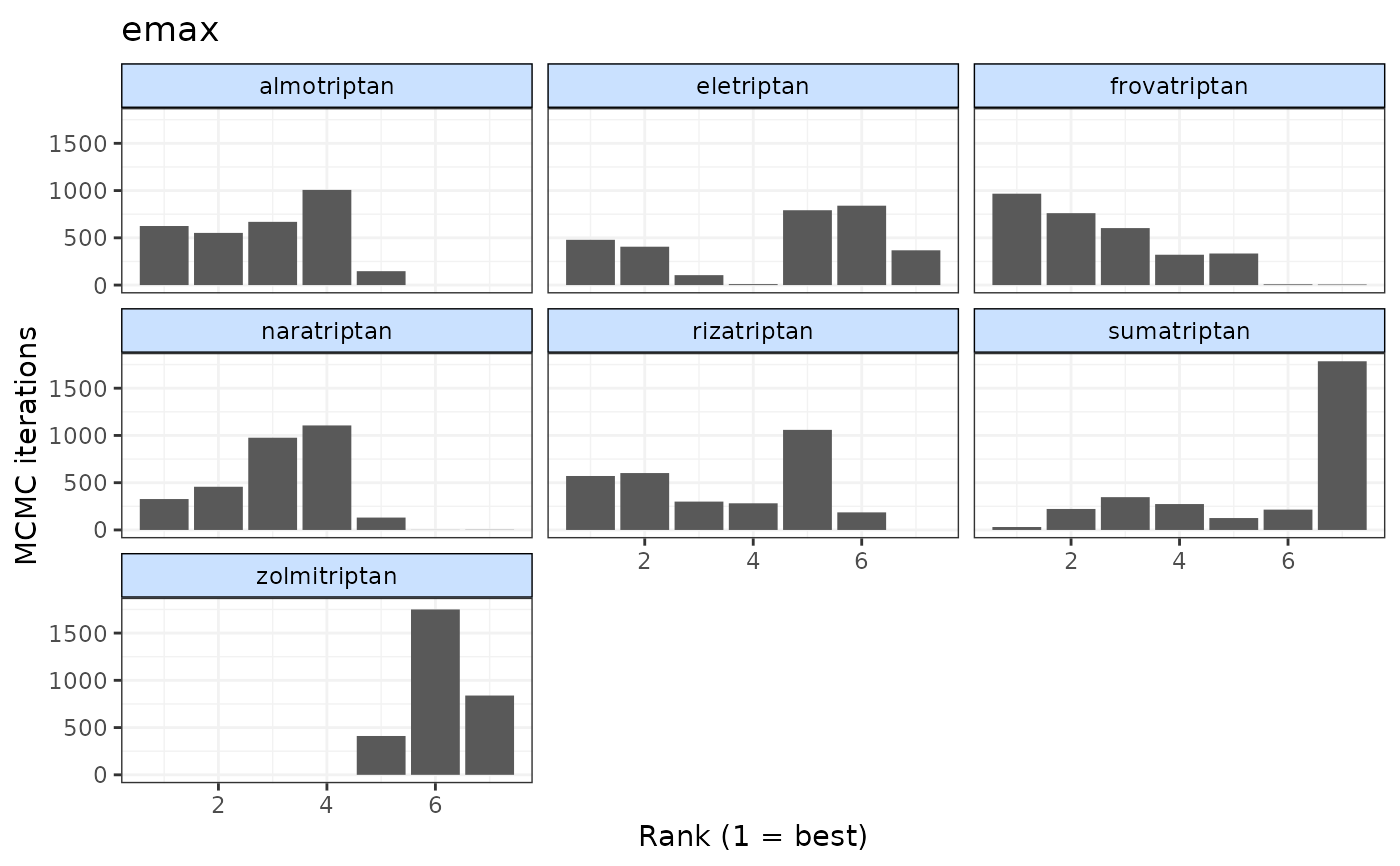 emax
almotriptan eletriptan frovatriptan
1500
1000
500
0
naratriptan rizatriptan sumatriptan
1500
1000
500
0
2 4 6 2 4 6
zolmitriptan
1500
1000
500
0
2 4 6
MCMC iterations
Rank (1 = best)